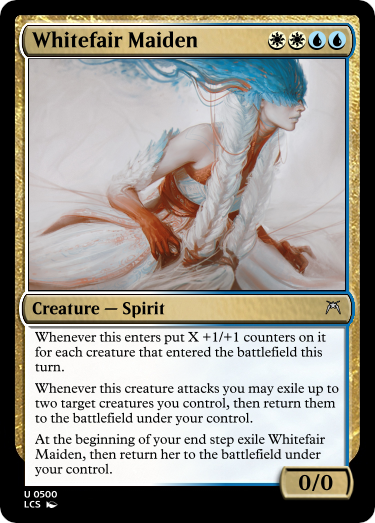 Whitefair Maiden
Creature — Spirit
Whenever this enters put X +1/+1 counters on it
for each creature that entered the battlefield this
turn.
Whenever this creature attacks you may exile up to
two target creatures you control, then return them
to the battlefield under your control.
At the beginning of your end step exile Whitefair
Maiden, then return her to the battlefield under
your control.
0/0
U 0500
LCS